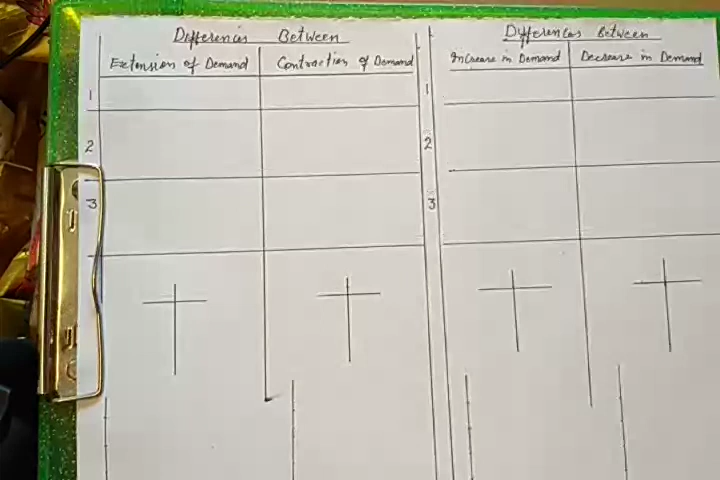 Differences Between
Extension of Demand
Contraction of Demand
1
2
3
Differences Between
Increase in Demand
Decrease in Demand
1
2
3